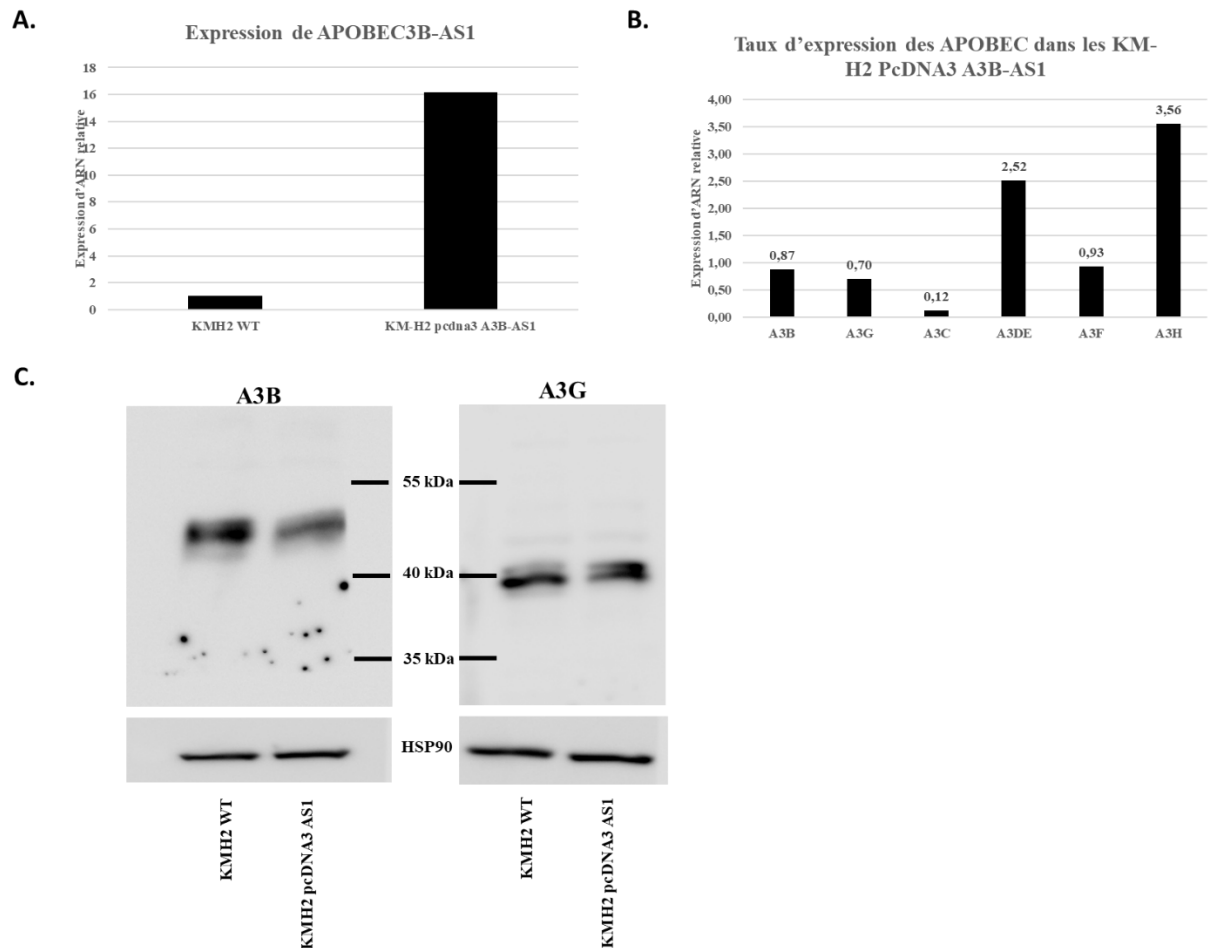 A.
Expression de APOBEC3B-AS1
Expression d'ARN relative
18
16
14
12
10
8
6
4
2
0
KMH2 WT
KM-H2 pcdna3 A3B-AS1
B.
Taux d'expression des APOBEC dans les KM-
H2 PcDNA3 A3B-AS1
Expression d'ARN relative
4,00
3,50
3,00
2,50
2,00
1,50
1,00
0,50
0,00
0,87
0,70
0,12
2,52
0,93
3,56
A3B
A3G
A3C
A3DE
A3F
A3H
C.
A3B
A3G
55 kDa
40 kDa
35 kDa
HSP90
KMH2 WT
KMH2 pcDNA3 AS1
KMH2 WT
KMH2 pcDNA3 AS1